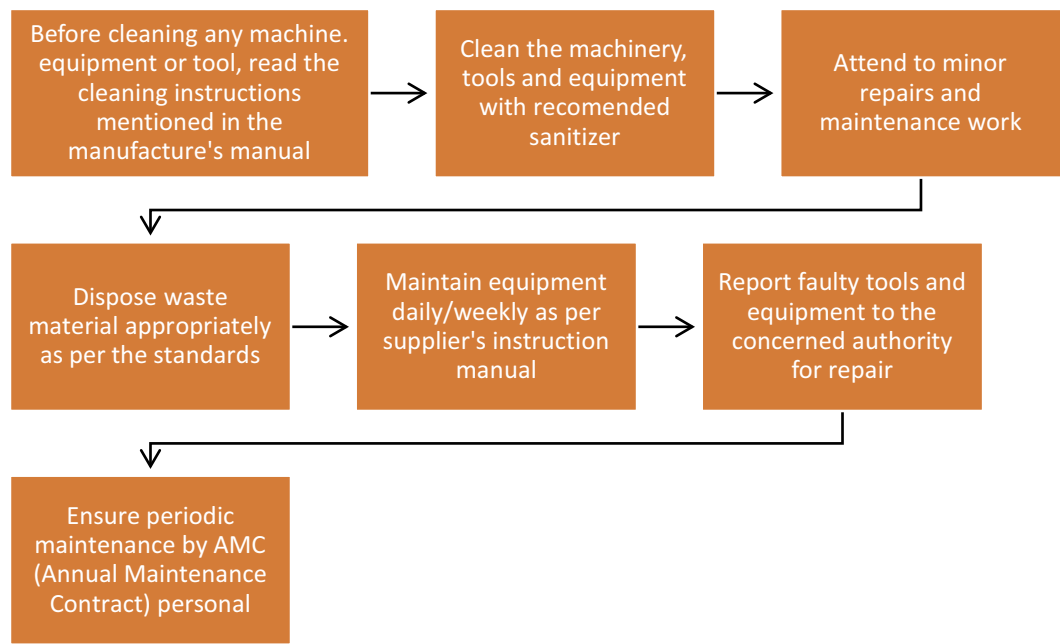 Before cleaning any machine.
equipment or tool, read the
cleaning instructions
mentioned in the
manufacture's manual
Clean the machinery,
tools and equipment
with recomended
sanitizer
Attend to minor
repairs and
maintenance work
Dispose waste
material appropriately
as per the standards
Maintain equipment
daily/weekly as per
supplier's instruction
manual
Report faulty tools and
equipment to the
concerned authority
for repair
Ensure periodic
maintenance by AMC
(Annual Maintenance
Contract) personal